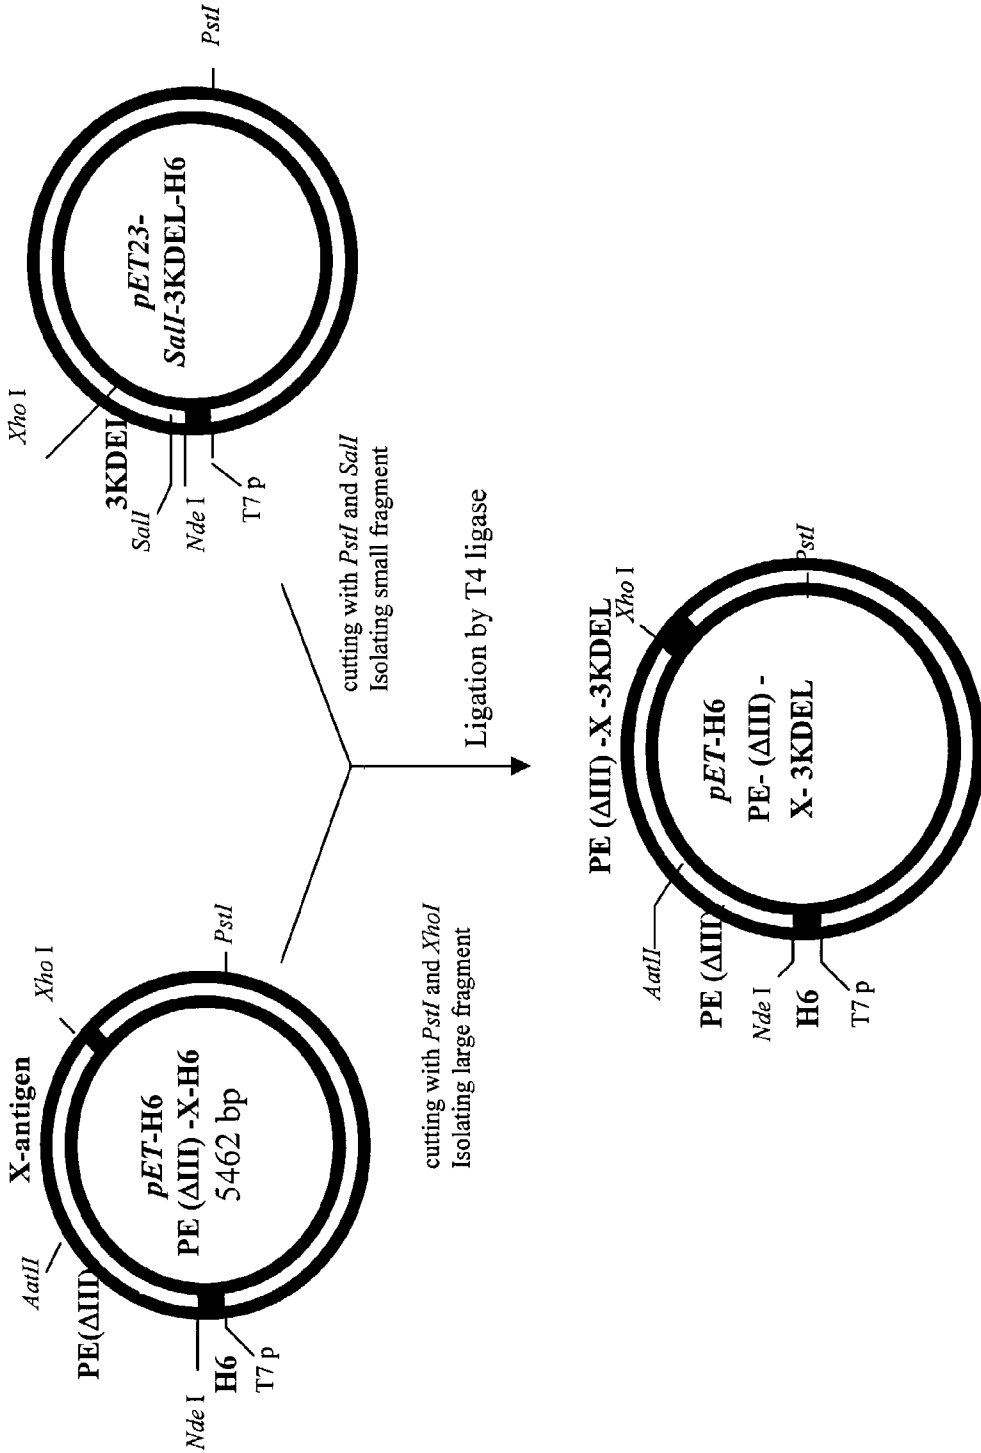 X-antigen
AatII
Xho I
PE(ΔIII)
pET-H6
PE (ΔIII) -X-H6
5462 bp
PstI
Nde I
H6
T7 p
Xho I
3KDEL
SalI
Nde I
T7 p
pET23-
SalI-3KDEL-H6
PstI
cutting with PstI and XhoI
Isolating large fragment
cutting with PstI and SalI
Isolating small fragment
Ligation by T4 ligase
PE (ΔIII) -X -3KDEL
Xho I
AatII
PE (ΔIII)
pET-H6
PE- (ΔIII) -
X- 3KDEL
PstI
Nde I
H6
T7 p